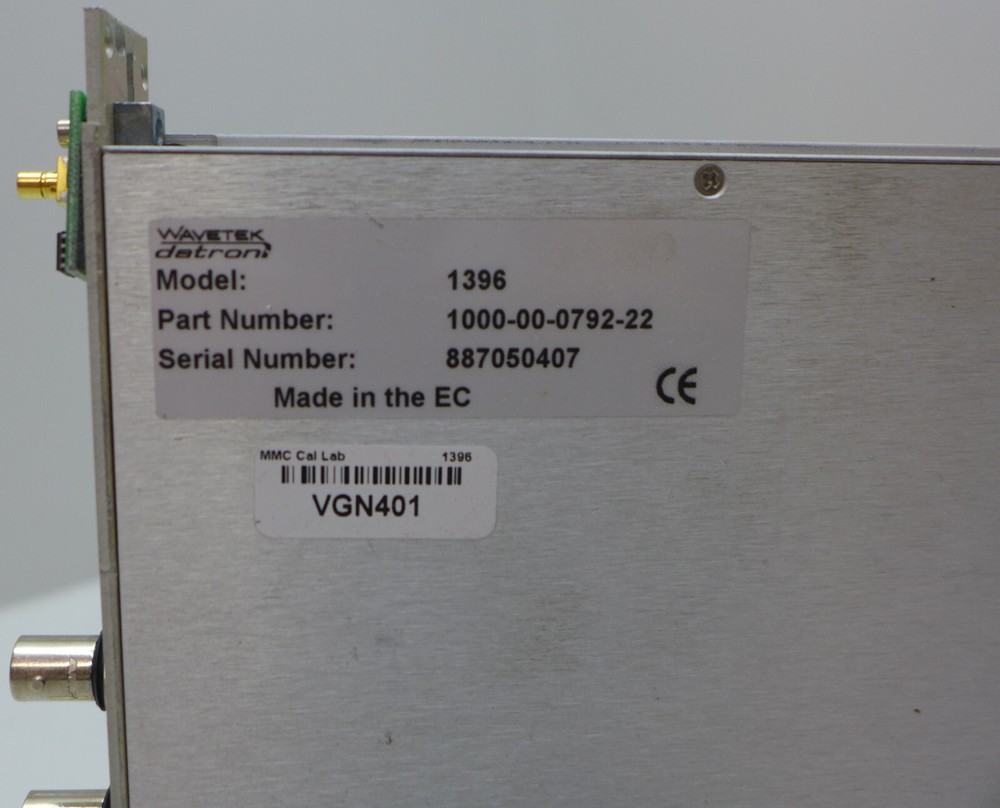 WAVETEK
datron
Model: 1396
Part Number: 1000-00-0792-22
Serial Number: 887050407
Made in the EC CE
MMC Cal Lab 1396
VGN401